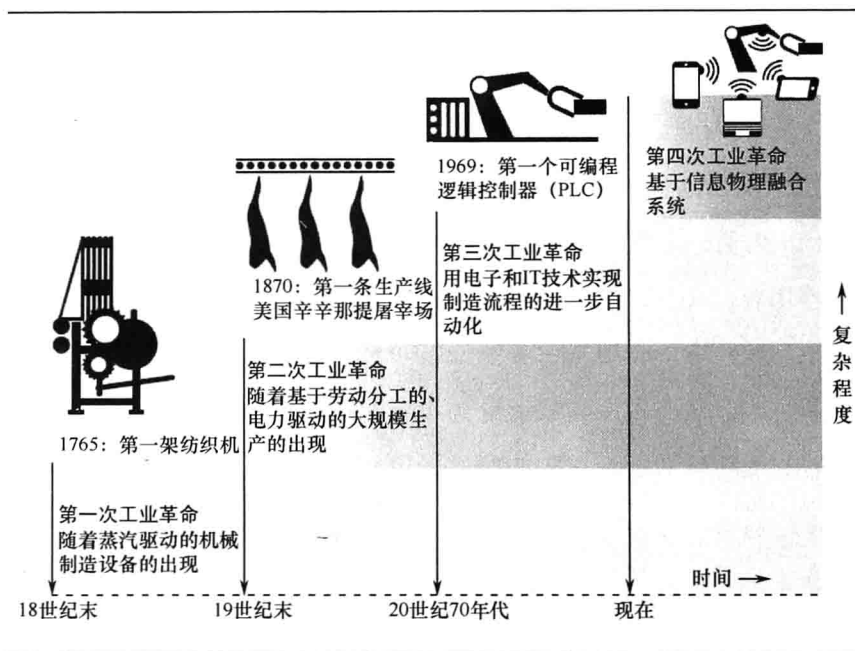 第四次工业革命
基于信息物理融合
系统
1969：第一个可编程
逻辑控制器（PLC）
第三次工业革命
用电子和IT技术实现
制造流程的进一步自
动化
1870：第一条生产线
美国辛辛那提屠宰场
第二次工业革命
随着基于劳动分工的、
电力驱动的大规模生
产的出现
1765：第一架纺织机
第一次工业革命
随着蒸汽驱动的机械
制造设备的出现
复杂程度
时间
18世纪末
19世纪末
20世纪70年代
现在